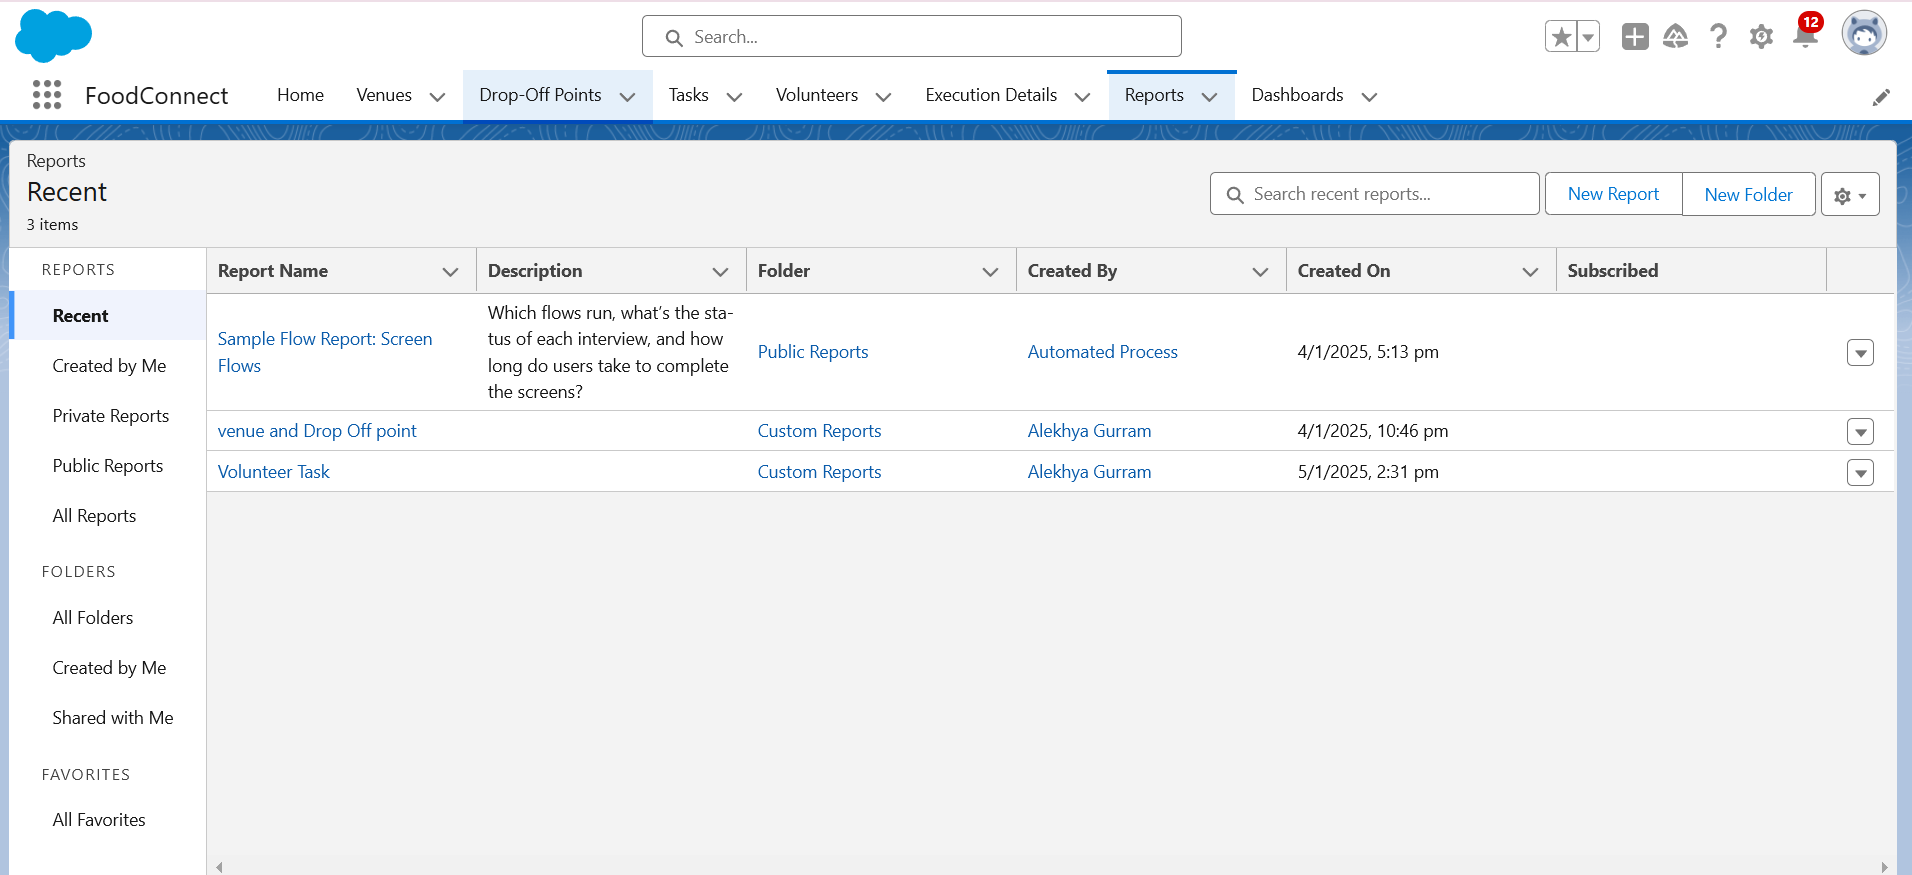 Search...
12
FoodConnect
Home
Venues
Drop-Off Points
Tasks
Volunteers
Execution Details
Reports
Dashboards
Reports
Recent
3 items
Search recent reports...
New Report
New Folder
REPORTS
Recent
Created by Me
Private Reports
Public Reports
All Reports
FOLDERS
All Folders
Created by Me
Shared with Me
FAVORITES
All Favorites
Report Name
Description
Folder
Created By
Created On
Subscribed
Sample Flow Report: Screen
Flows
Which flows run, what's the sta-
tus of each interview, and how
long do users take to complete
the screens?
Public Reports
Automated Process
4/1/2025, 5:13 pm
venue and Drop Off point
Custom Reports
Alekhya Gurram
4/1/2025, 10:46 pm
Volunteer Task
Custom Reports
Alekhya Gurram
5/1/2025, 2:31 pm